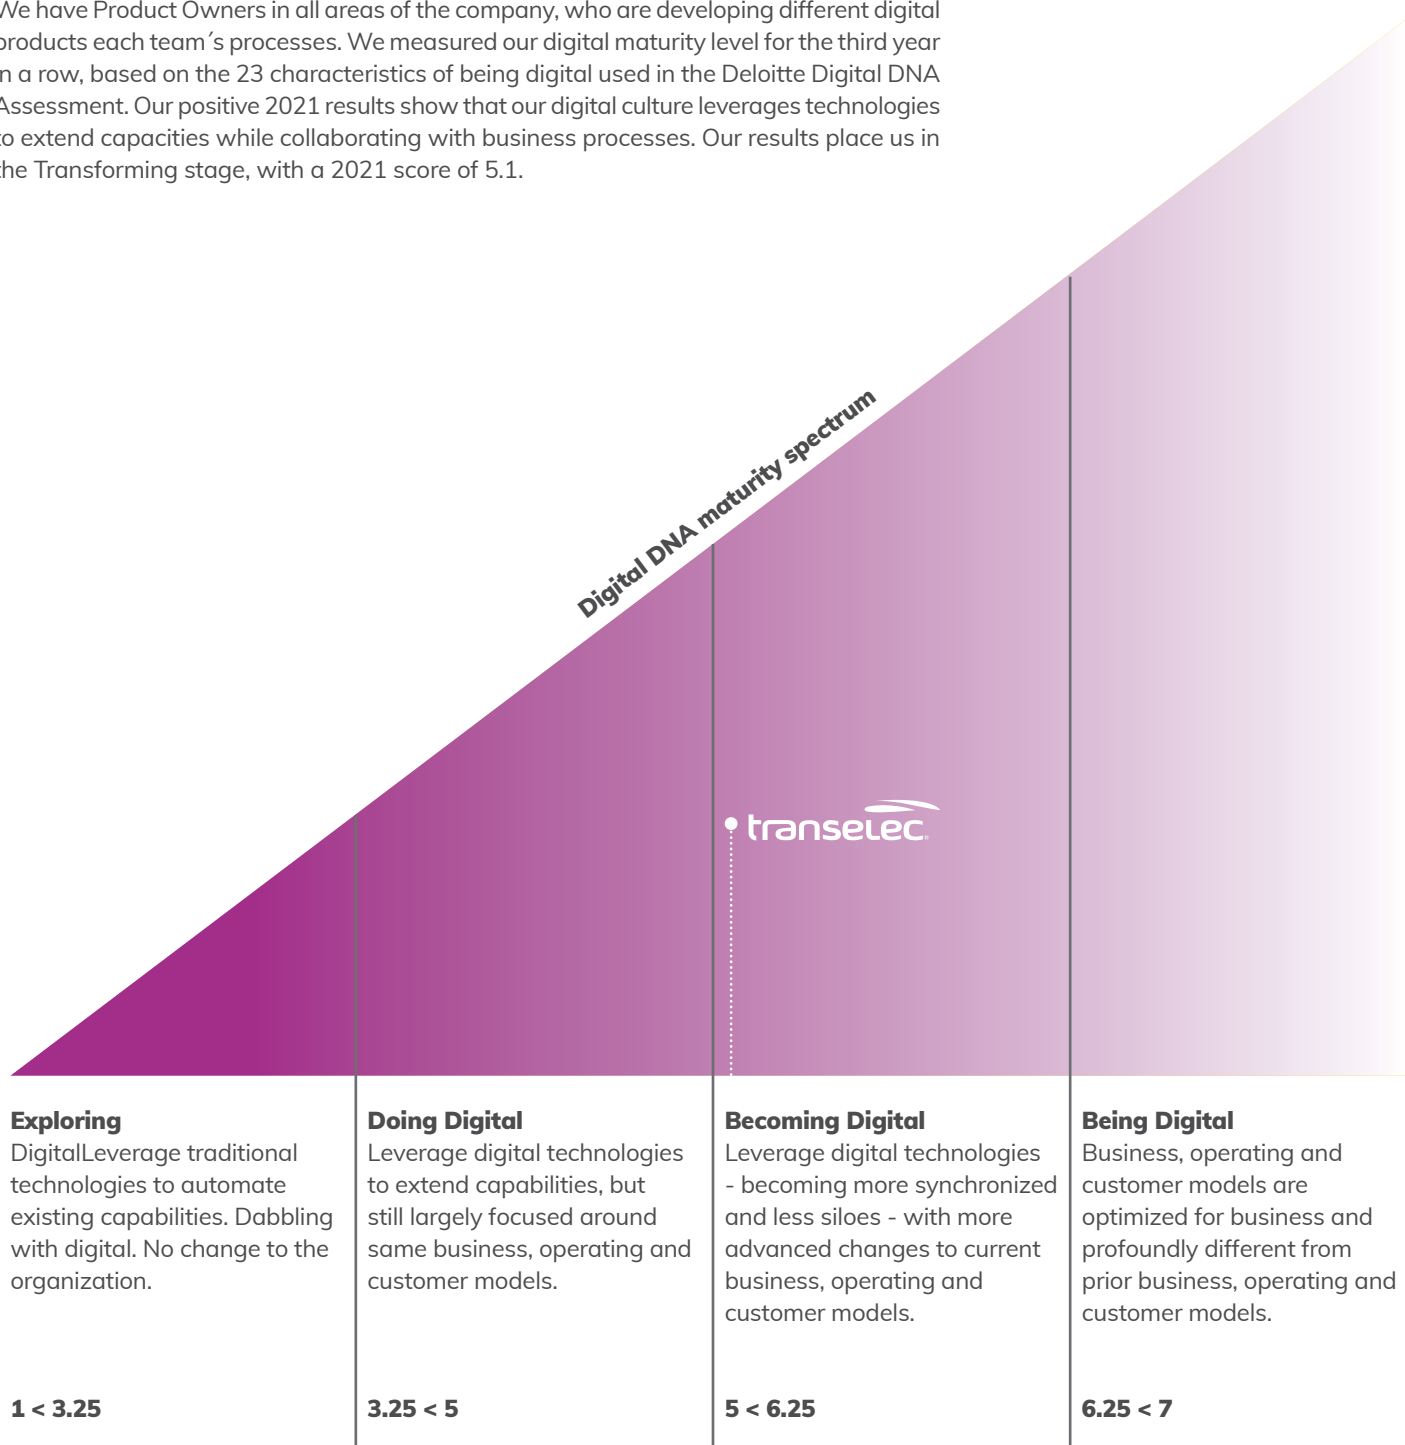 We have Product Owners in all areas of the company, who are developing different digital
products each team´s processes. We measured our digital maturity level for the third year
in a row, based on the 23 characteristics of being digital used in the Deloitte Digital DNA
Assessment. Our positive 2021 results show that our digital culture leverages technologies
to extend capacities while collaborating with business processes. Our results place us in
the Transforming stage, with a 2021 score of 5.1.
Digital DNA maturity spectrum
transelec®
Exploring
DigitalLeverage traditional
technologies to automate
existing capabilities. Dabbling
with digital. No change to the
organization.
1 < 3.25
Doing Digital
Leverage digital technologies
to extend capabilities, but
still largely focused around
same business, operating and
customer models.
3.25 < 5
Becoming Digital
Leverage digital technologies
- becoming more synchronized
and less siloes - with more
advanced changes to current
business, operating and
customer models.
5 < 6.25
Being Digital
Business, operating and
customer models are
optimized for business and
profoundly different from
prior business, operating and
customer models.
6.25 < 7